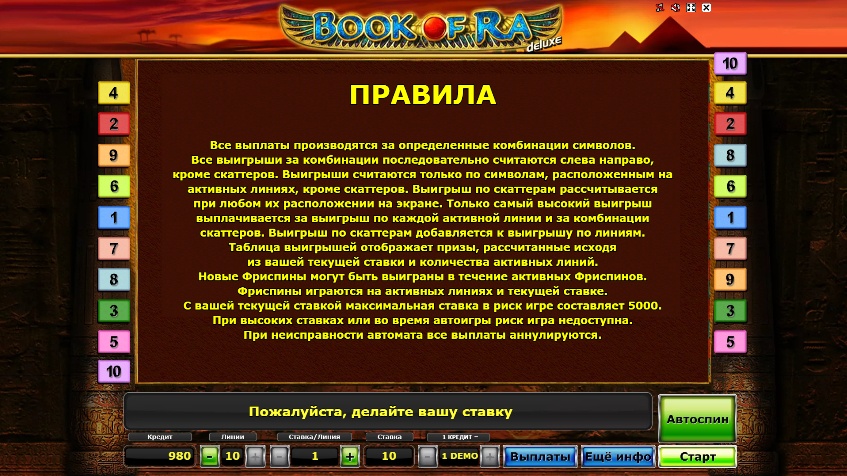 BOOK OF RA
deluxe
10
4
4
2
2
9
8
6
6
1
1
7
7
8
9
3
3
5
5
10
ПРАВИЛА
Все выплаты производятся за определенные комбинации символов.
Все выигрыши за комбинации последовательно считаются слева направо,
кроме скаттеров. Выигрыши считаются только по символам, расположенным на
активных линиях, кроме скаттеров. Выигрыш по скаттерам рассчитывается
при любом их расположении на экране. Только самый высокий выигрыш
выплачивается за выигрыш по каждой активной линии и за комбинации
скаттеров. Выигрыш по скаттерам добавляется к выигрышу по линиям.
Таблица выигрышей отображает призы, рассчитанные исходя
из вашей текущей ставки и количества активных линий.
Новые Фриспины могут быть выиграны в течение активных Фриспинов.
Фриспины играются на активных линиях и текущей ставке.
С вашей текущей ставкой максимальная ставка в риск игре составляет 5000.
При высоких ставках или во время автоигры риск игра недоступна.
При неисправности автомата все выплаты аннулируются.
Пожалуйста, делайте вашу ставку
Автоспин
Кредит Линии Ставка/Линия Ставка 1 КРЕДИТ =
980 - 10 + - 1 + 10 - 1 DEMO + Выплаты Ещё инфо Старт